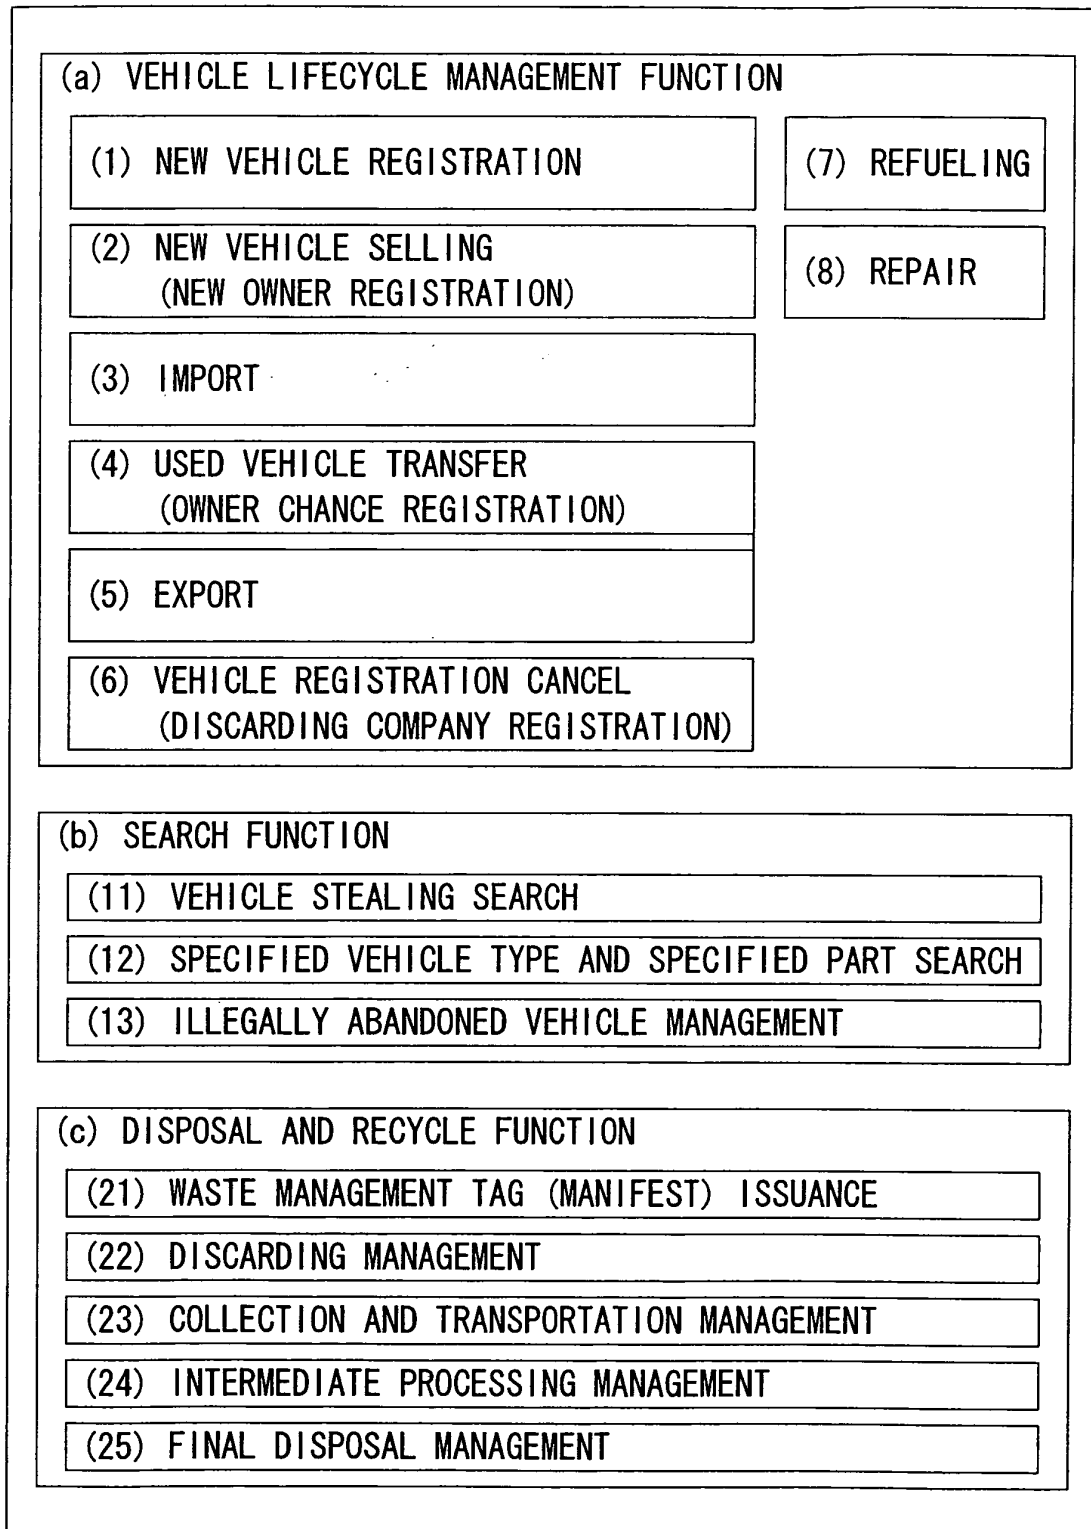 (a) VEHICLE LIFECYCLE MANAGEMENT FUNCTION
(1) NEW VEHICLE REGISTRATION
(2) NEW VEHICLE SELLING
(NEW OWNER REGISTRATION)
(3) IMPORT
(4) USED VEHICLE TRANSFER
(OWNER CHANCE REGISTRATION)
(5) EXPORT
(6) VEHICLE REGISTRATION CANCEL
(DISCARDING COMPANY REGISTRATION)
(7) REFUELING
(8) REPAIR
(b) SEARCH FUNCTION
(11) VEHICLE STEALING SEARCH
(12) SPECIFIED VEHICLE TYPE AND SPECIFIED PART SEARCH
(13) ILLEGALLY ABANDONED VEHICLE MANAGEMENT
(c) DISPOSAL AND RECYCLE FUNCTION
(21) WASTE MANAGEMENT TAG (MANIFEST) ISSUANCE
(22) DISCARDING MANAGEMENT
(23) COLLECTION AND TRANSPORTATION MANAGEMENT
(24) INTERMEDIATE PROCESSING MANAGEMENT
(25) FINAL DISPOSAL MANAGEMENT